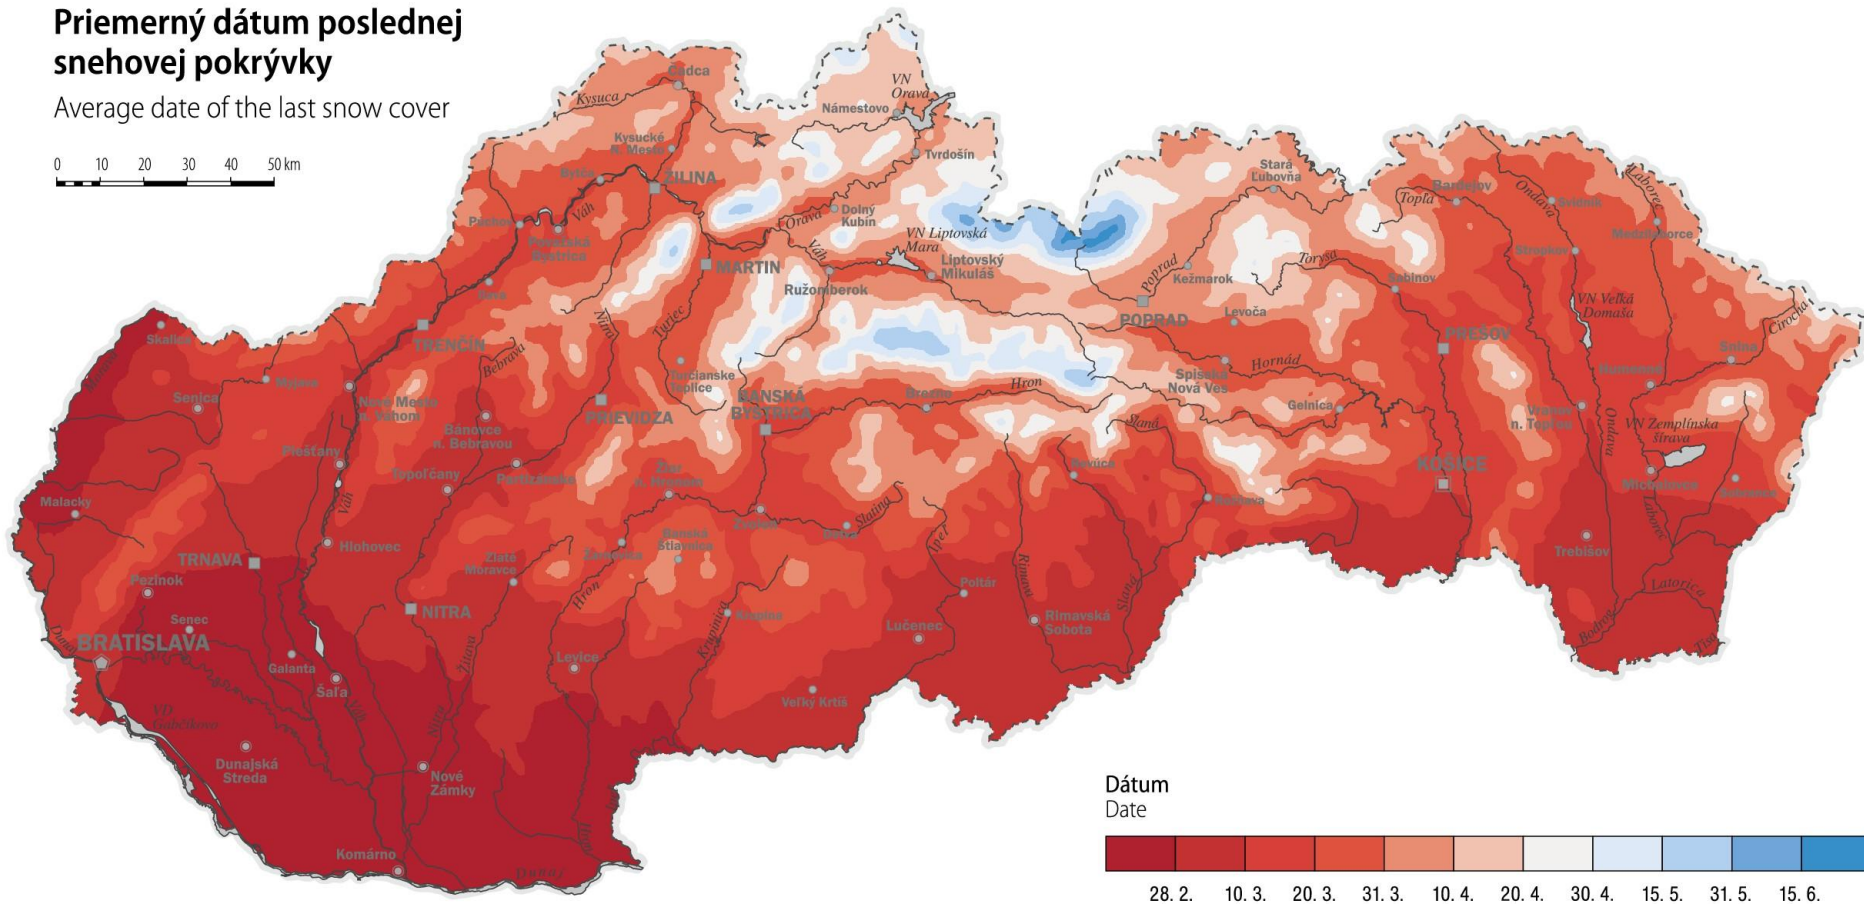 Priemerný dátum poslednej
snehovej pokrývky
Average date of the last snow cover
0 10 20 30 40 50 km
Čadca
Kysuca
VN
Orava
Námestovo
Kysucké
N. Mesto
Tvrdošín
Bytča
ŽILINA
Stará
Ľubovňa
Bardejov
Topľa
Ondava
Svidník
Laborec
Váh
Púchov
Považská
Bystrica
Orava
Dolný
Kubín
Medzilaborce
VN Liptovská
Mara
Váh
Stropkov
MARTIN
Liptovský
Mikuláš
Poprad
Kežmarok
Torysa
Sabinov
Ilava
Ružomberok
VN Veľká
Domaša
Cirocha
Nitra
Turiec
POPRAD
Levoča
PREŠOV
Skalica
TRENČÍN
Snina
Morava
Bebrava
Hornád
Spišská
Nová Ves
Humenné
Myjava
Turčianske
Teplice
Hron
Brezno
Senica
Nové Mesto
n. Váhom
BANSKÁ
BYSTRICA
Gelnica
PRIEVIDZA
Slaná
Vranov
n. Topľou
Ondava
Bánovce
n. Bebravou
VN Zemplínska
šírava
Piešťany
Topoľčany
Partizánske
Žiar
n. Hronom
Revúca
KOŠICE
Michalovce
Sobrance
Malacky
Váh
Rožňava
Zvolen
Slatina
Detva
Laborec
Hlohovec
Banská
Štiavnica
Žarnovica
Ipeľ
Rimava
Trebišov
TRNAVA
Zlaté
Moravce
Pezinok
Hron
Poltár
Slaná
Latorica
NITRA
Krupina
Krupinica
Senec
Lučenec
Rimavská
Sobota
Bodrog
Tisa
Dunaj
BRATISLAVA
Galanta
Žitava
Levice
Šaľa
Váh
Veľký Krtíš
VD
Gabčíkovo
Nitra
Dunajská
Streda
Nové
Zámky
Komárno
Dunaj
Dátum
Date
28. 2. 10. 3. 20. 3. 31. 3. 10. 4. 20. 4. 30. 4. 15. 5. 31. 5. 15. 6.